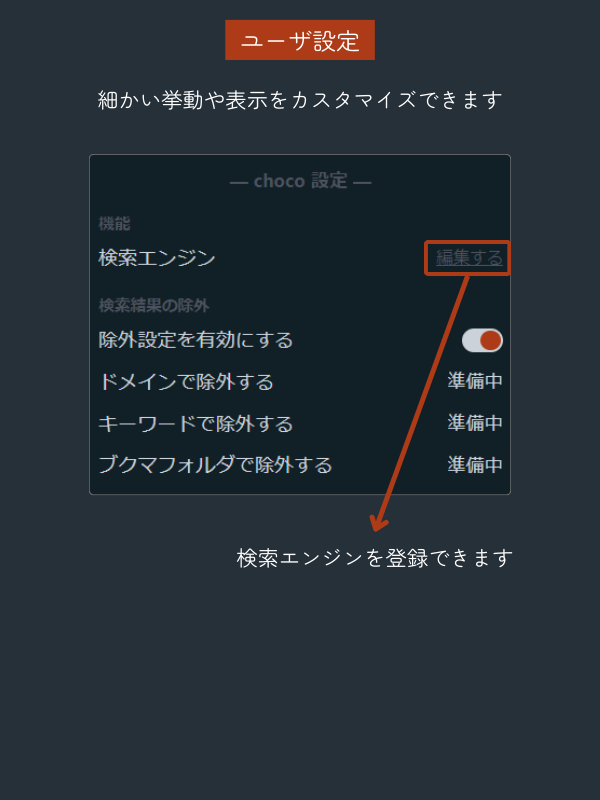 ユーザ設定
細かい挙動や表示をカスタマイズできます
― choco 設定 ―
機能
検索エンジン 編集する
検索結果の除外
除外設定を有効にする
ドメインで除外する 準備中
キーワードで除外する 準備中
ブクマフォルダで除外する 準備中
検索エンジンを登録できます